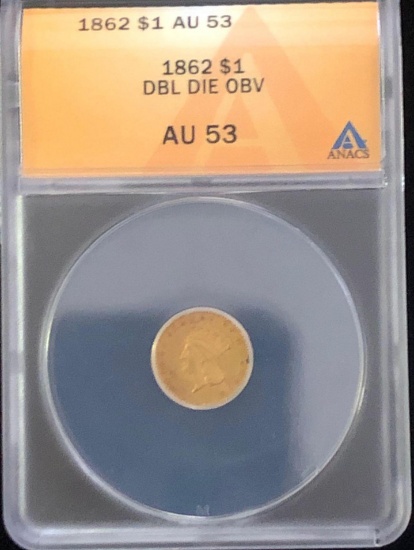 1862 $1 AU 53
1862 $1
DBL DIE OBV
AU 53
ANACS